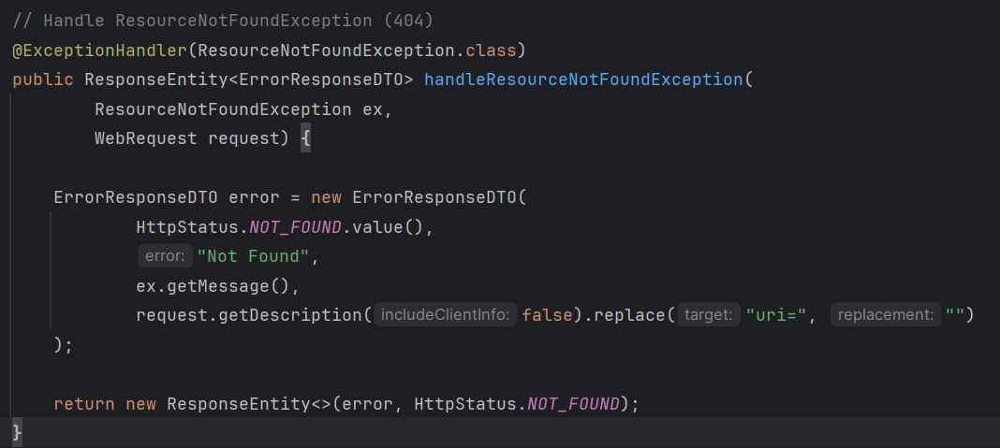 // Handle ResourceNotFoundException (404)
@ExceptionHandler(ResourceNotFoundException.class)
public ResponseEntity<ErrorResponseDTO> handleResourceNotFoundException(
        ResourceNotFoundException ex,
        WebRequest request) {

    ErrorResponseDTO error = new ErrorResponseDTO(
            HttpStatus.NOT_FOUND.value(),
            error: "Not Found",
            ex.getMessage(),
            request.getDescription( includeClientInfo: false).replace( target: "uri=", replacement: "")
    );

    return new ResponseEntity<>(error, HttpStatus.NOT_FOUND);
}